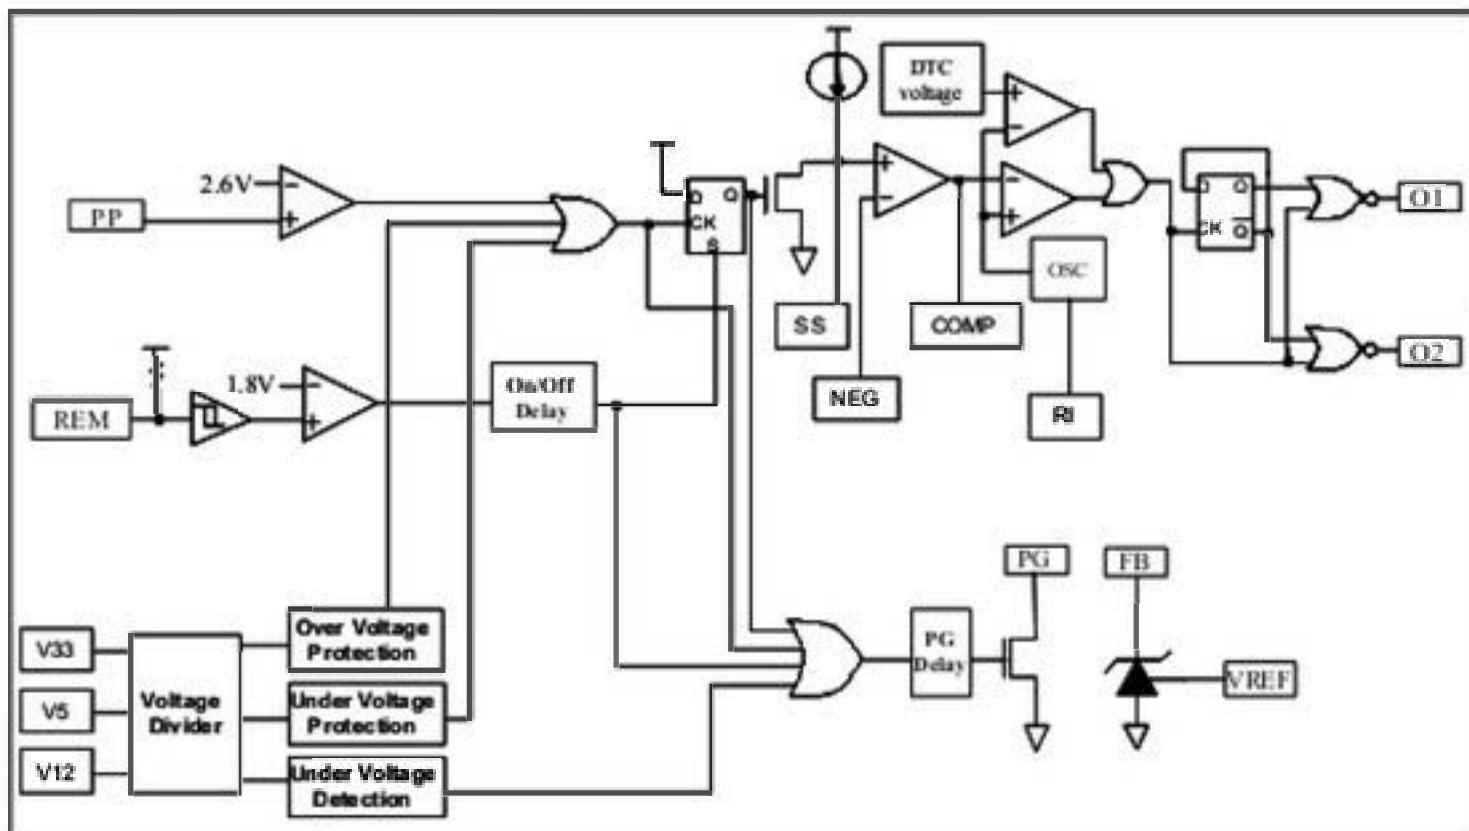 DTC
voltage
2.6V
PP
D Q
CK
R
D Q
CK Q
O1
OSC
SS
COMP
O2
1.8V
On/Off
Delay
NEG
REM
RI
PG
FB
Over Voltage
Protection
V33
PG
Delay
Voltage
Divider
VREF
V5
Under Voltage
Protection
V12
Under Voltage
Detection